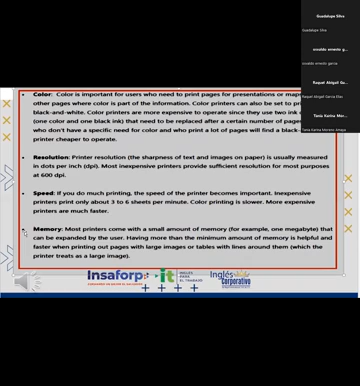 Guadalupe Silva
Guadalupe Silva
osvaldo ernesto g...
osvaldo ernesto garcia
Raquel Abigail Gu...
Raquel Abigail Garcia Elias
Tania Karina Mor...
Tania Karina Moreno Amaya
• Color: Color is important for users who need to print pages for presentations or
other pages where color is part of the information. Color printers can also be set to
black-and-white. Color printers are more expensive to operate since they use two ink
(one color and one black ink) that need to be replaced after a certain number of pages
who don't have a specific need for color and who print a lot of pages will find a black-
printer cheaper to operate.
• Resolution: Printer resolution (the sharpness of text and images on paper) is usually measured
in dots per inch (dpi). Most inexpensive printers provide sufficient resolution for most purposes
at 600 dpi.
• Speed: If you do much printing, the speed of the printer becomes important. Inexpensive
printers print only about 3 to 6 sheets per minute. Color printing is slower. More expensive
printers are much faster.
• Memory: Most printers come with a small amount of memory (for example, one megabyte) that
can be expanded by the user. Having more than the minimum amount of memory is helpful and
faster when printing out pages with large images or tables with lines around them (which the
printer treats as a large image).
insaforp
it
INGLÉS
PARA
EL TRABAJO
Inglés
corporativo